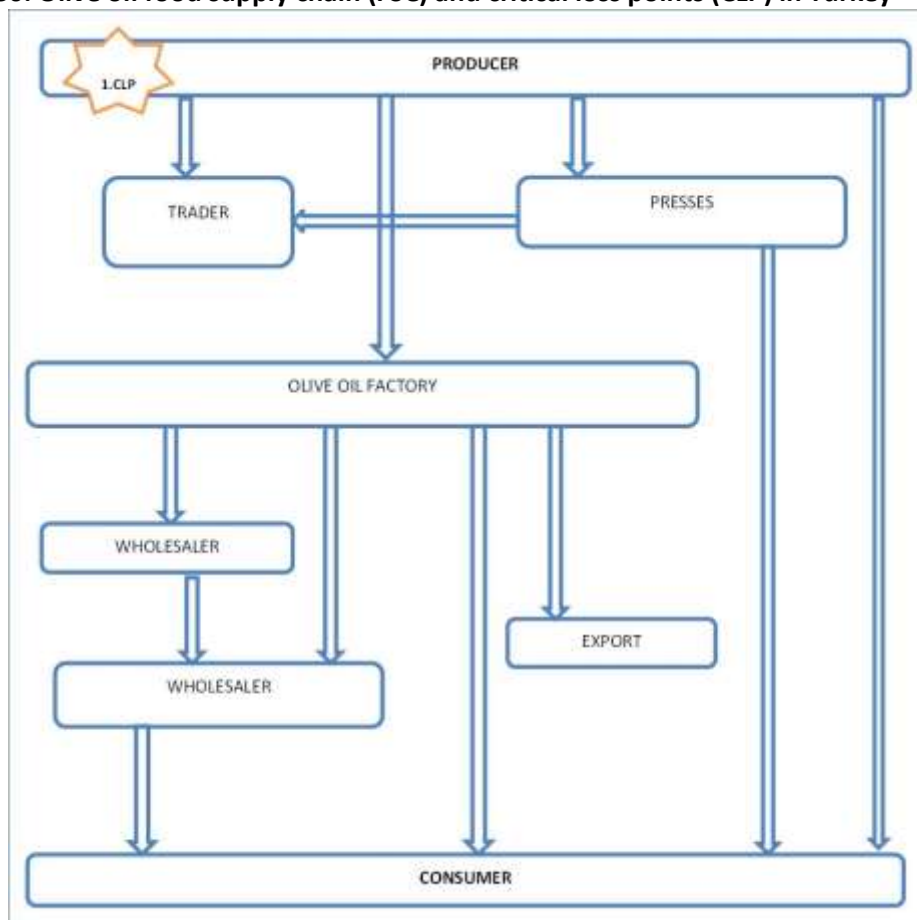 Olive oil food supply chain (FSC) and critical loss points (CLP) in Turkey
PRODUCER
1.CLP
TRADER
PRESSES
OLIVE OIL FACTORY
WHOLESALER
EXPORT
WHOLESALER
CONSUMER